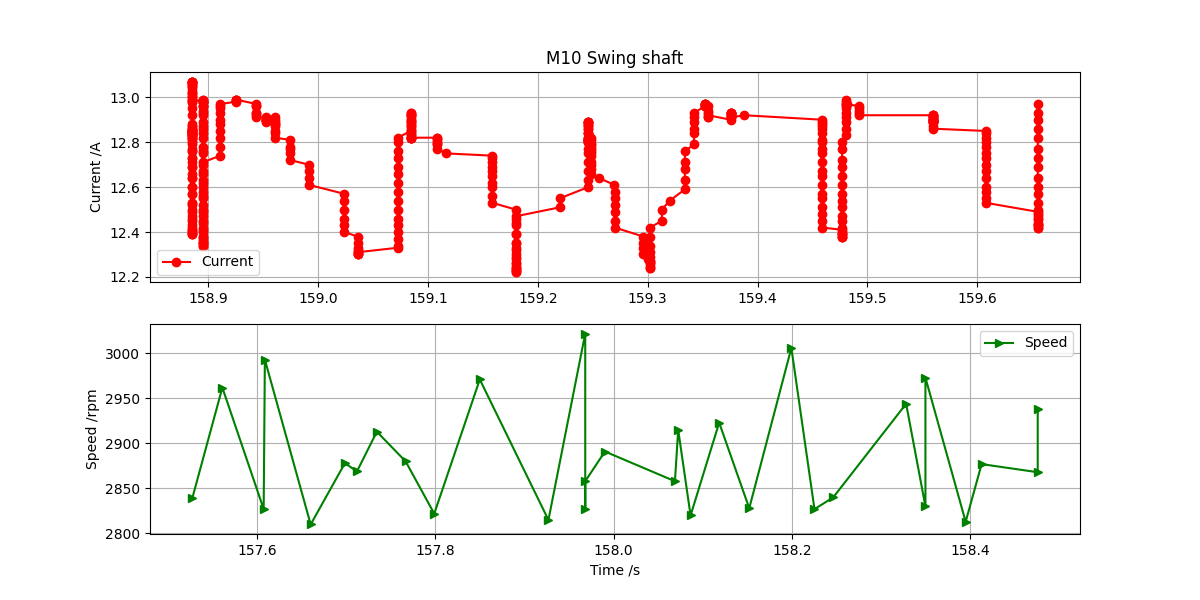 M10 Swing shaft
Current /A
13.0
12.8
12.6
12.4
12.2
Current
158.9 159.0 159.1 159.2 159.3 159.4 159.5 159.6
Speed /rpm
3000
2950
2900
2850
2800
Speed
157.6 157.8 158.0 158.2 158.4
Time /s